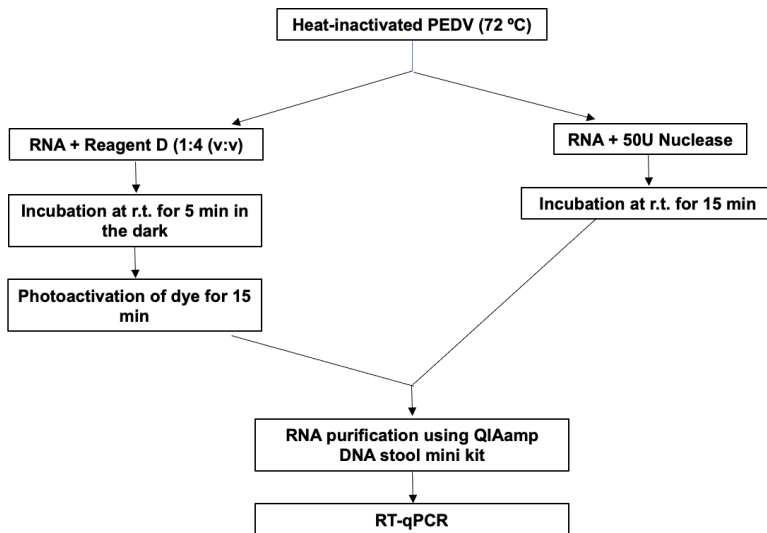 Heat-inactivated PEDV (72 ºC)
RNA + Reagent D (1:4 (v:v)
Incubation at r.t. for 5 min in
the dark
Photoactivation of dye for 15
min
RNA + 50U Nuclease
Incubation at r.t. for 15 min
RNA purification using QIAamp
DNA stool mini kit
RT-qPCR